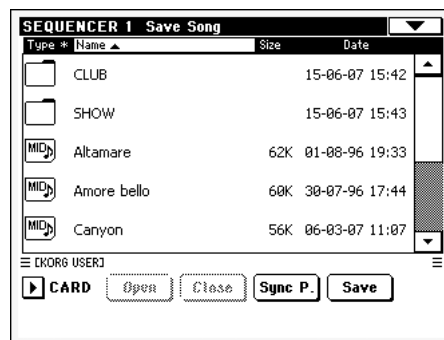 SEQUENCER 1 Save Song
Type * Name Size Date
CLUB 15-06-07 15:42
SHOW 15-06-07 15:43
MID Altamare 62K 01-08-96 19:33
MID Amore bello 60K 30-07-96 17:44
MID Canyon 56K 06-03-07 11:07
[KORG USER]
CARD Open Close Sync P. Save